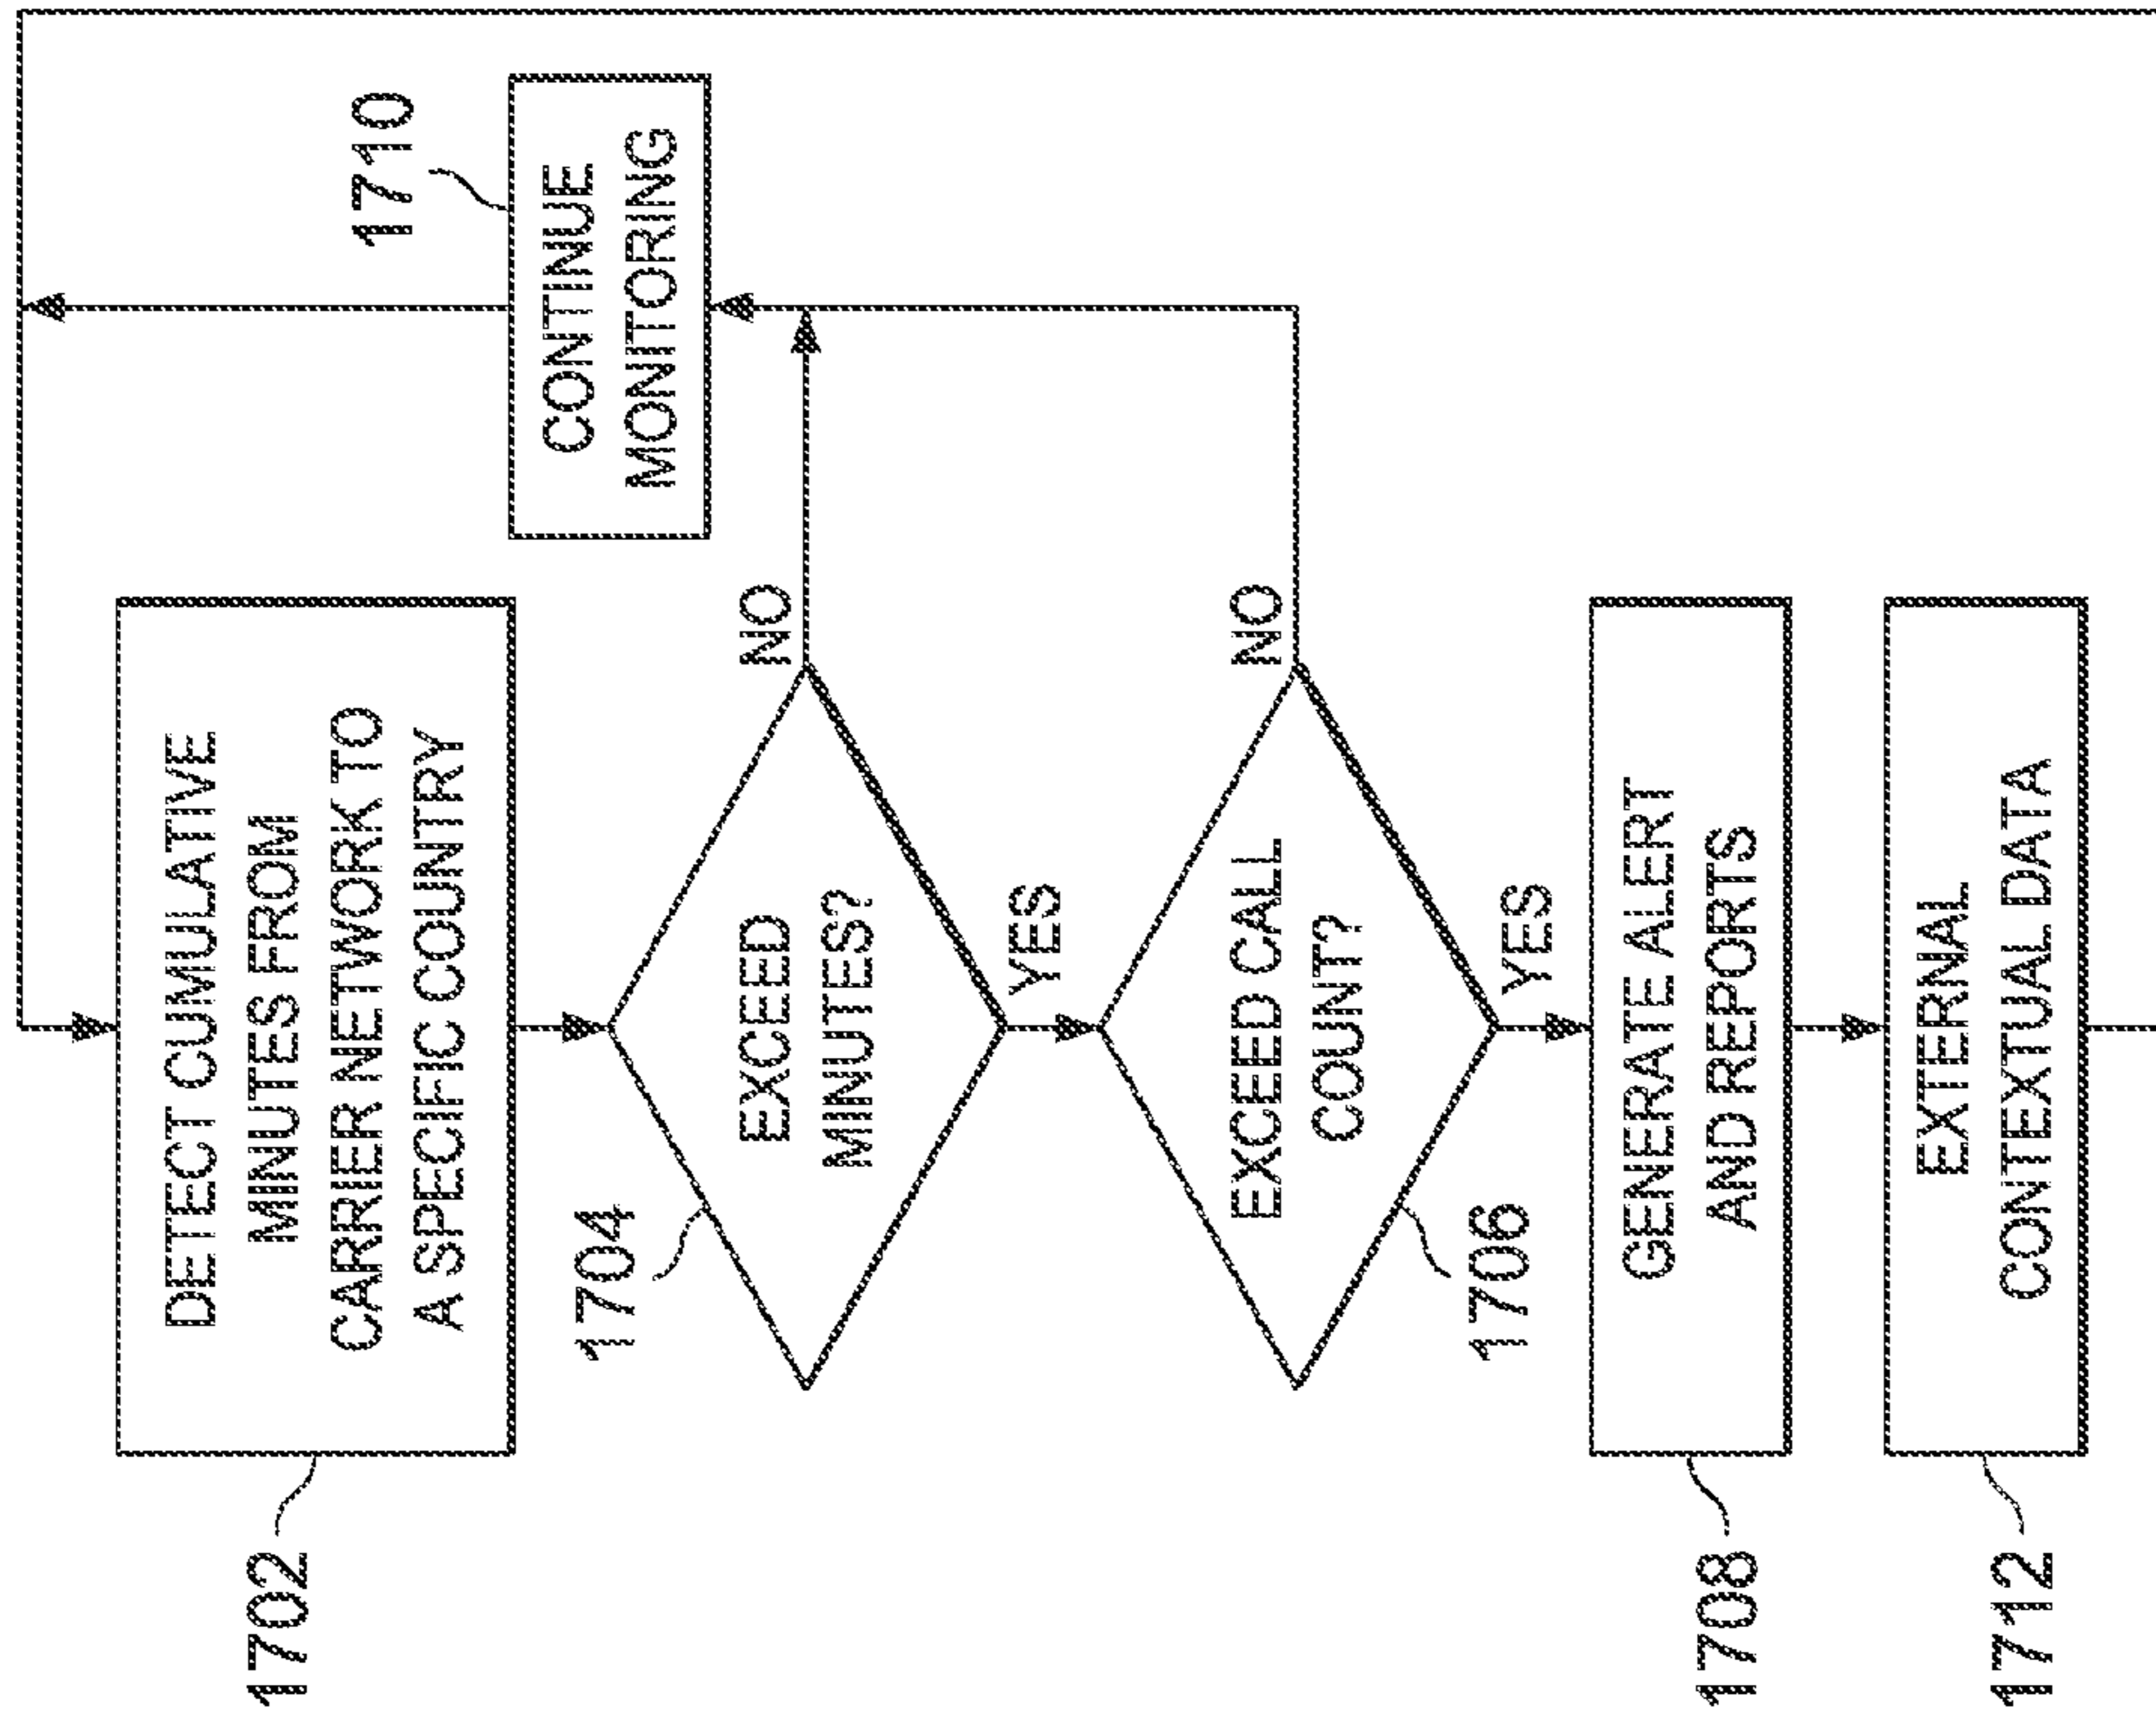 1702
DETECT CUMULATIVE
MINUTES FROM
CARRIER NETWORK TO
A SPECIFIC COUNTRY
1704
EXCEED
MINUTES?
NO
YES
1710
CONTINUE
MONITORING
1706
EXCEED CALL
COUNT?
NO
YES
1708
GENERATE ALERT
AND REPORTS
1712
EXTERNAL
CONTEXTUAL DATA